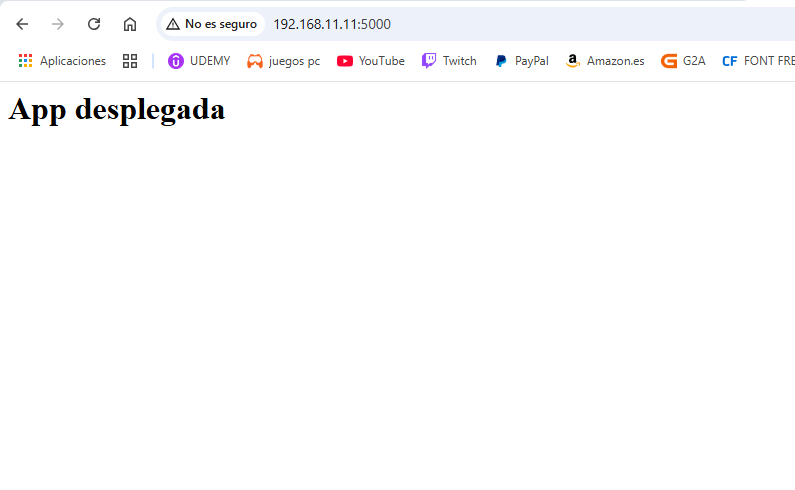 No es seguro 192.168.11.11:5000
Aplicaciones UDEMY juegos pc YouTube Twitch PayPal Amazon.es G2A CF FONT FRE
App desplegada